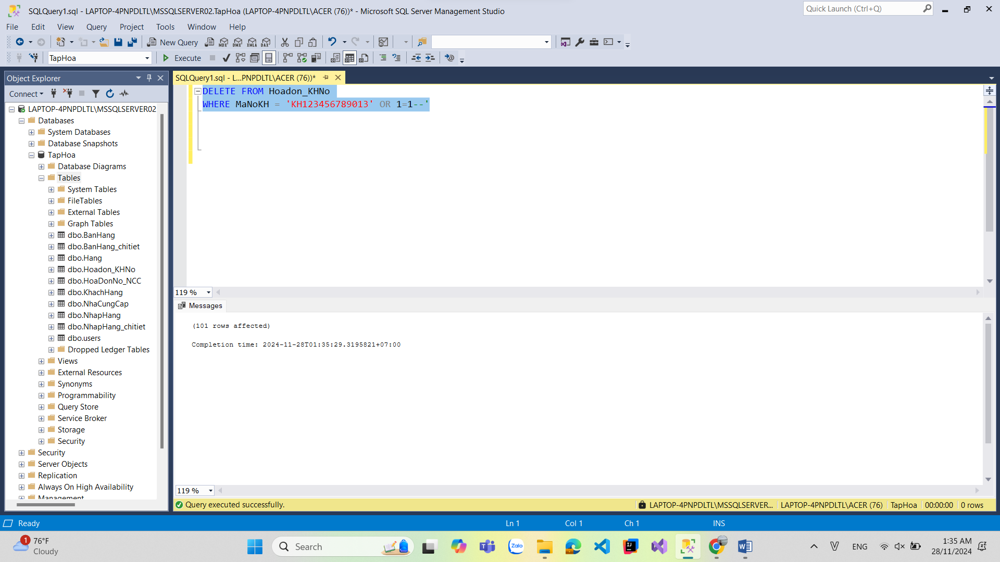 SQLQuery1.sql - LAPTOP-4PNPDLTL\MSSQLSERVER02.TapHoa (LAPTOP-4PNPDLTL\ACER (76))* - Microsoft SQL Server Management Studio
Quick Launch (Ctrl+Q)
File Edit View Query Project Tools Window Help
New Query MDX DMX XMLA DAX
TapHoa Execute
Object Explorer
SQLQuery1.sql - L...PNPDLTL\ACER (76))*
Connect
DELETE FROM Hoadon_KHNo
WHERE MaNoKH = 'KH123456789013' OR 1=1--'
LAPTOP-4PNPDLTL\MSSQLSERVER02
Databases
System Databases
Database Snapshots
TapHoa
Database Diagrams
Tables
System Tables
FileTables
External Tables
Graph Tables
dbo.BanHang
dbo.BanHang_chitiet
dbo.Hang
dbo.Hoadon_KHNo
dbo.HoaDonNo_NCC
dbo.KhachHang
dbo.NhaCungCap
dbo.NhapHang
dbo.NhapHang_chitiet
dbo.users
Dropped Ledger Tables
Views
External Resources
Synonyms
Programmability
Query Store
Service Broker
Storage
Security
Security
Server Objects
Replication
Always On High Availability
Management
119 %
Messages
(101 rows affected)
Completion time: 2024-11-28T01:35:29.3195821+07:00
119 %
Query executed successfully. LAPTOP-4PNPDLTL\MSSQLSERVER... LAPTOP-4PNPDLTL\ACER (76) TapHoa 00:00:00 0 rows
Ready Ln 1 Col 1 Ch 1 INS
1 76°F
Cloudy
Search
Zalo
ENG
1:35 AM
28/11/2024